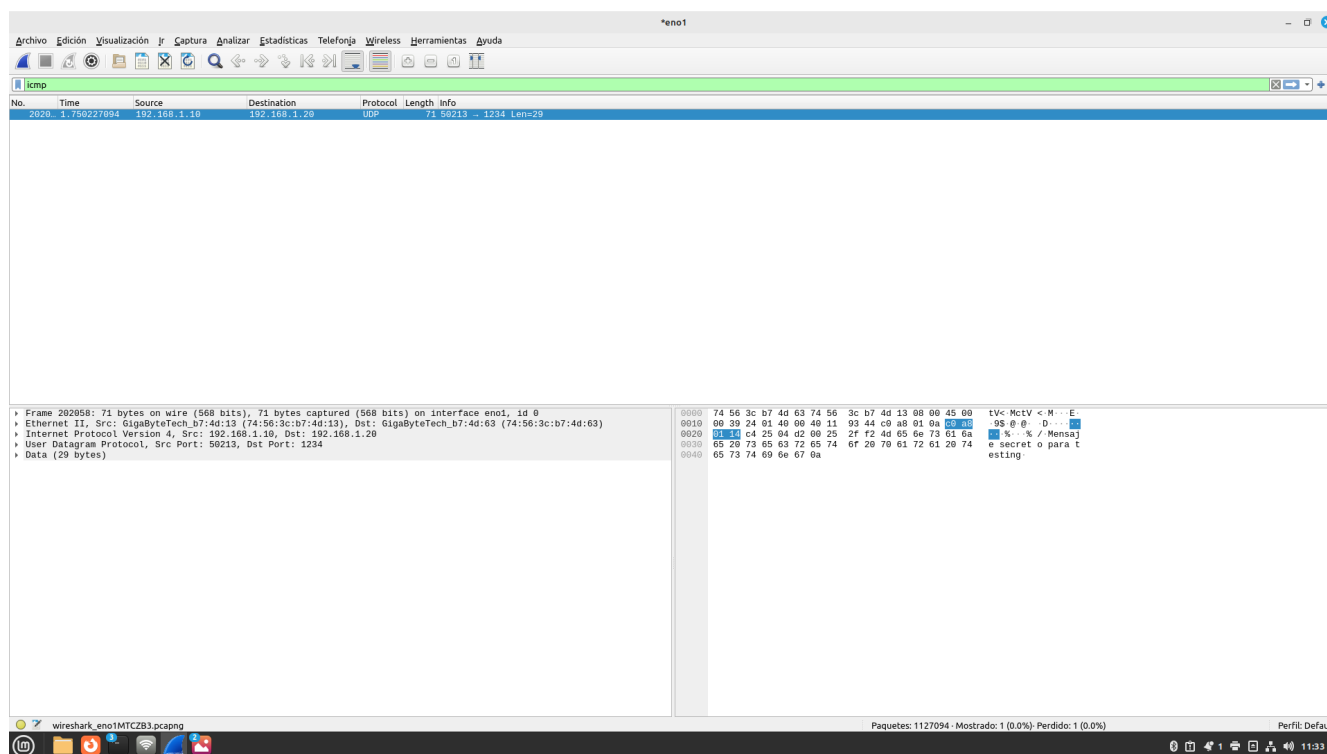 *eno1
Archivo Edición Visualización Ir Captura Analizar Estadísticas Telefonía Wireless Herramientas Ayuda
icmp
No. Time Source Destination Protocol Length Info
2020… 1.750227094 192.168.1.10 192.168.1.20 UDP 71 50213 → 1234 Len=29
Frame 202058: 71 bytes on wire (568 bits), 71 bytes captured (568 bits) on interface eno1, id 0
Ethernet II, Src: GigaByteTech_b7:4d:13 (74:56:3c:b7:4d:13), Dst: GigaByteTech_b7:4d:63 (74:56:3c:b7:4d:63)
Internet Protocol Version 4, Src: 192.168.1.10, Dst: 192.168.1.20
User Datagram Protocol, Src Port: 50213, Dst Port: 1234
Data (29 bytes)
0000 74 56 3c b7 4d 63 74 56 3c b7 4d 13 08 00 45 00 tV<·MctV <·M···E·
0010 00 39 24 01 40 00 40 11 93 44 c0 a8 01 0a c0 a8 ·9$·@·@· ·D······
0020 01 14 c4 25 04 d2 00 25 2f f2 4d 65 6e 73 61 6a ···%···% /·Mensaj
0030 65 20 73 65 63 72 65 74 6f 20 70 61 72 61 20 74 e secret o para t
0040 65 73 74 69 6e 67 0a esting·
wireshark_eno1MTCZB3.pcapng Paquetes: 1127094 · Mostrado: 1 (0.0%)· Perdido: 1 (0.0%) Perfil: Defau
3 2 1 11:33